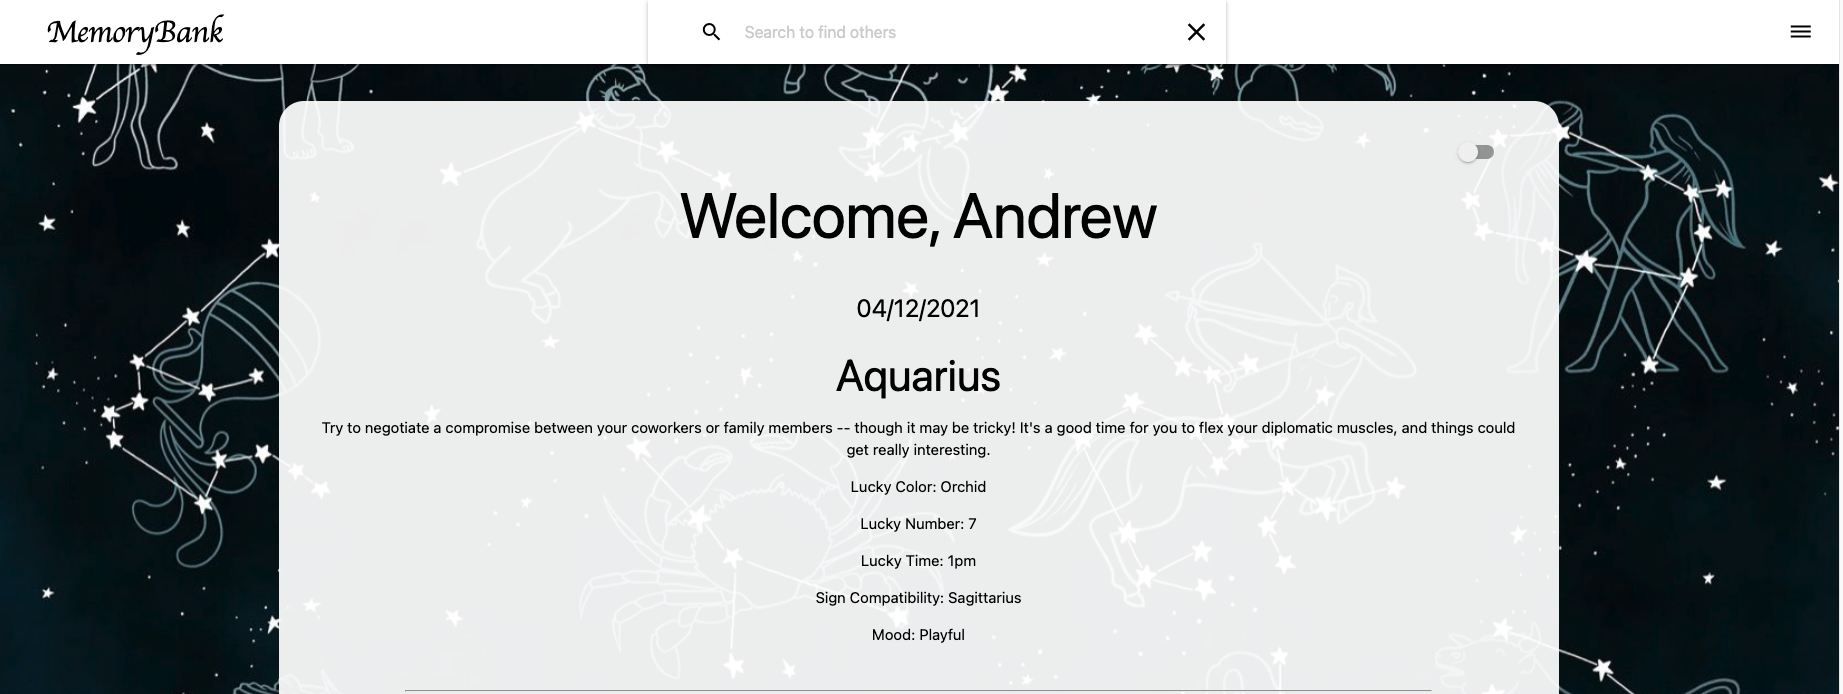 MemoryBank
Search to find others
Welcome, Andrew
04/12/2021
Aquarius
Try to negotiate a compromise between your coworkers or family members -- though it may be tricky! It's a good time for you to flex your diplomatic muscles, and things could
get really interesting.
Lucky Color: Orchid
Lucky Number: 7
Lucky Time: 1pm
Sign Compatibility: Sagittarius
Mood: Playful